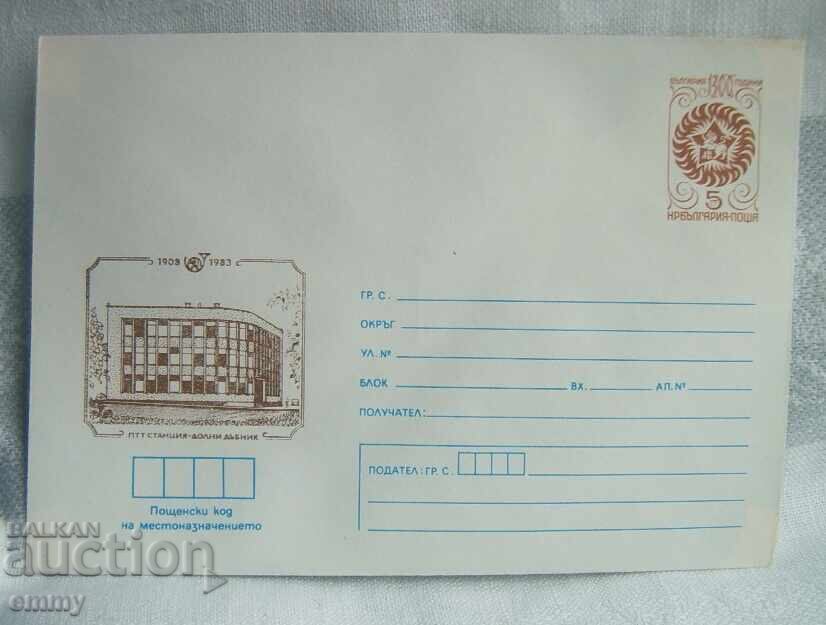 БЪЛГАРИЯ 1300 ГОДИНИ
5
НРБЪЛГАРИЯ·ПОЩА
1908 1983
ПТТ СТАНЦИЯ-ДОЛНИ ДЪБНИК
ГР. С.
ОКРЪГ
УЛ. №
БЛОК ВХ. АП. №
ПОЛУЧАТЕЛ:
ПОДАТЕЛ: ГР. С.
Пощенски код
на местоназначението
BALKAN
auction
emmy